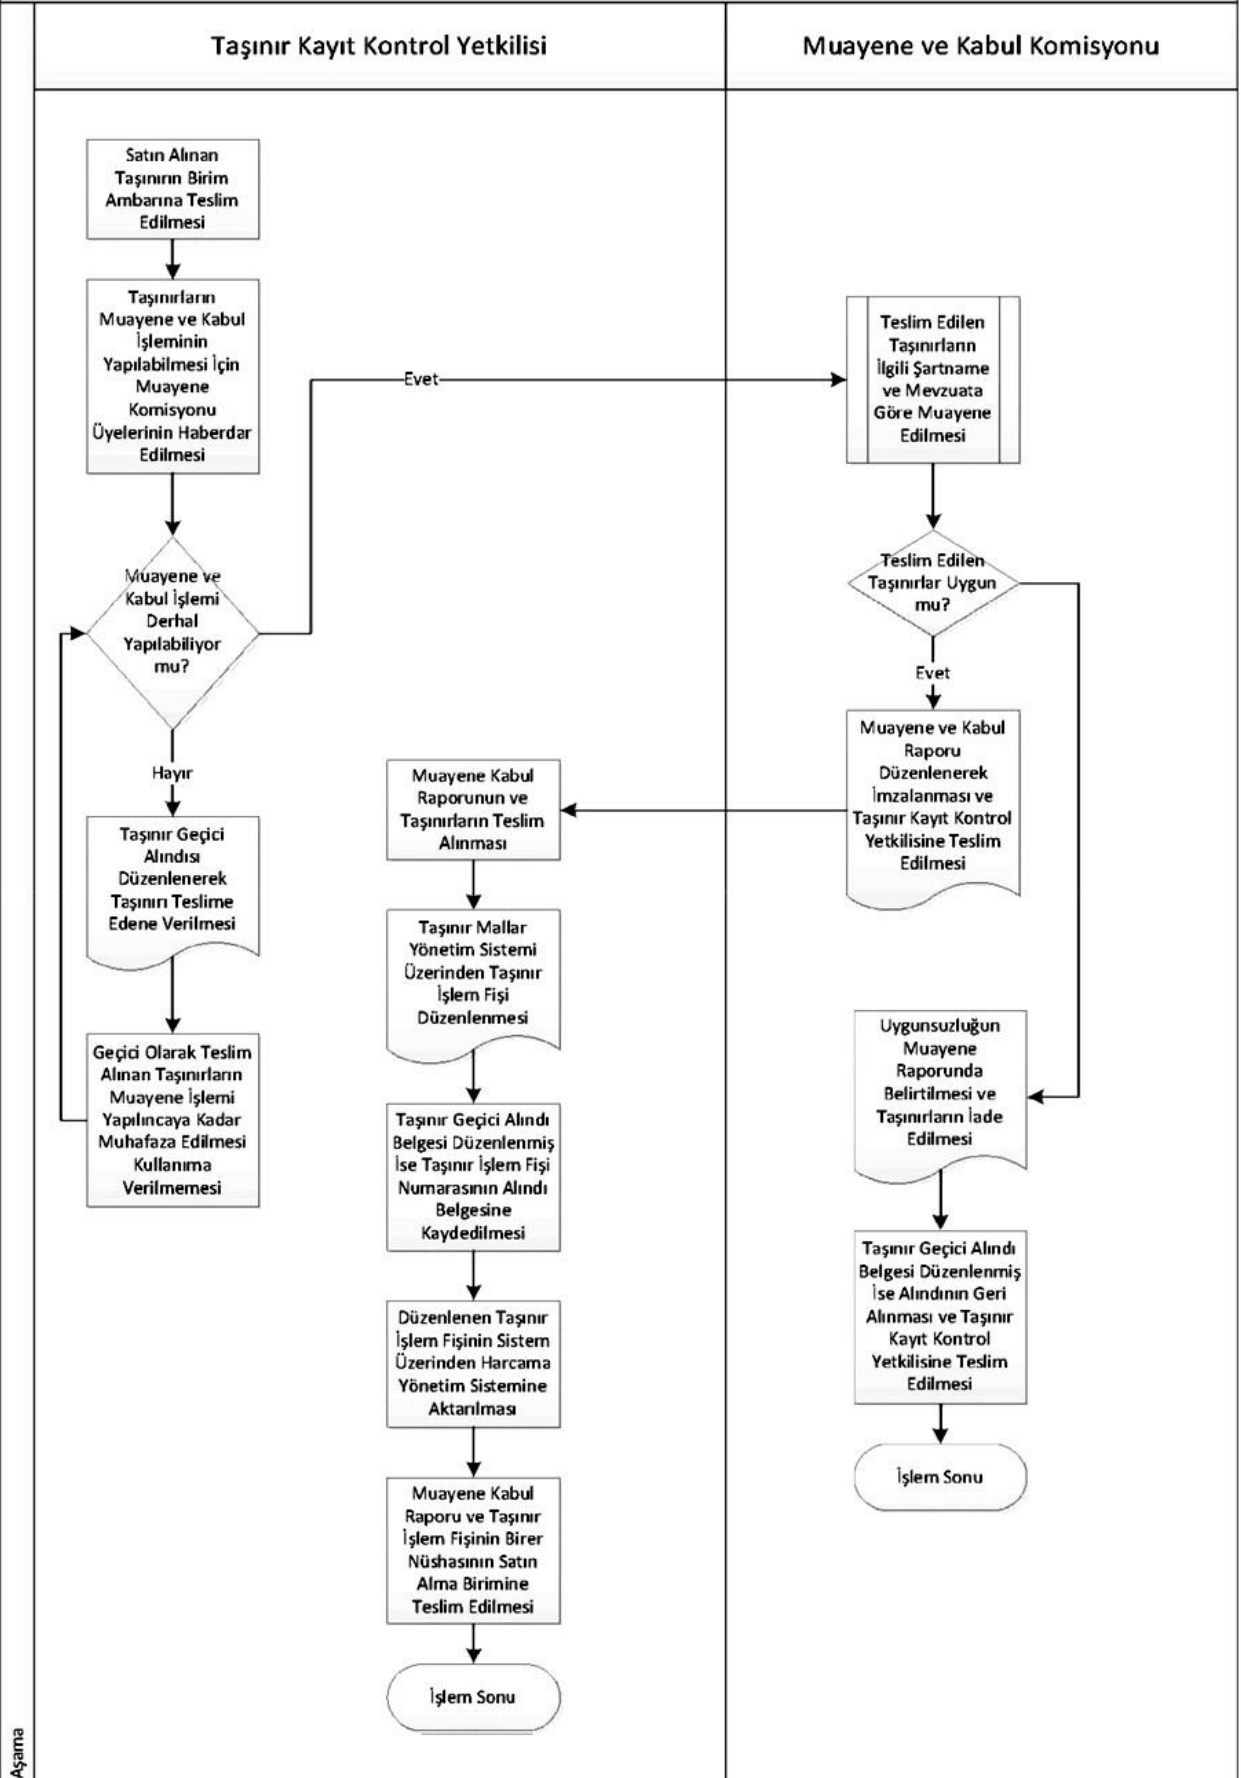 Taşınır Kayıt Kontrol Yetkilisi
Muayene ve Kabul Komisyonu
Satın Alınan
Taşınırın Birim
Ambarına Teslim
Edilmesi
Taşınırların
Muayene ve Kabul
İşleminin
Yapılabilmesi İçin
Muayene
Komisyonu
Üyelerinin Haberdar
Edilmesi
Muayene ve
Kabul İşlemi
Derhal
Yapılabiliyor
mu?
Evet
Hayır
Taşınır Geçici
Alındısı
Düzenlenerek
Taşınırı Teslime
Edene Verilmesi
Geçici Olarak Teslim
Alınan Taşınırların
Muayene İşlemi
Yapılıncaya Kadar
Muhafaza Edilmesi
Kullanıma
Verilmemesi
Teslim Edilen
Taşınırların
İlgili Şartname
ve Mevzuata
Göre Muayene
Edilmesi
Teslim Edilen
Taşınırlar Uygun
mu?
Evet
Muayene ve Kabul
Raporu
Düzenlenerek
İmzalanması ve
Taşınır Kayıt Kontrol
Yetkilisine Teslim
Edilmesi
Muayene Kabul
Raporunun ve
Taşınırların Teslim
Alınması
Taşınır Mallar
Yönetim Sistemi
Üzerinden Taşınır
İşlem Fişi
Düzenlenmesi
Taşınır Geçici Alındı
Belgesi Düzenlenmiş
İse Taşınır İşlem Fişi
Numarasının Alındı
Belgesine
Kaydedilmesi
Düzenlenen Taşınır
İşlem Fişinin Sistem
Üzerinden Harcama
Yönetim Sistemine
Aktarılması
Muayene Kabul
Raporu ve Taşınır
İşlem Fişinin Birer
Nüshasının Satın
Alma Birimine
Teslim Edilmesi
İşlem Sonu
Uygunsuzluğun
Muayene
Raporunda
Belirtilmesi ve
Taşınırların İade
Edilmesi
Taşınır Geçici Alındı
Belgesi Düzenlenmiş
İse Alındının Geri
Alınması ve Taşınır
Kayıt Kontrol
Yetkilisine Teslim
Edilmesi
İşlem Sonu
Aşama